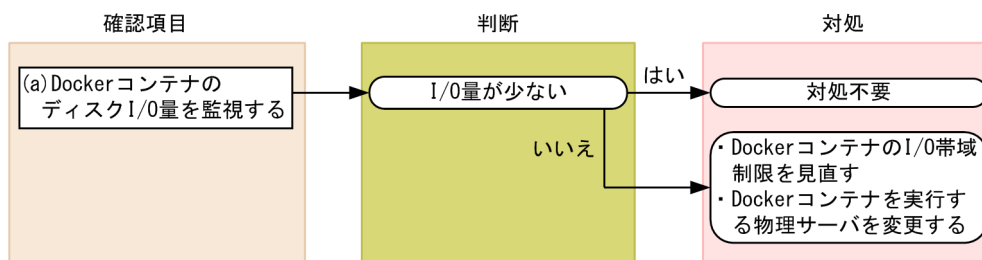 確認項目
判断
対処
(a)Dockerコンテナの
ディスクI/O量を監視する
I/O量が少ない
はい
対処不要
いいえ
・DockerコンテナのI/O帯域
制限を見直す
・Dockerコンテナを実行す
る物理サーバを変更する